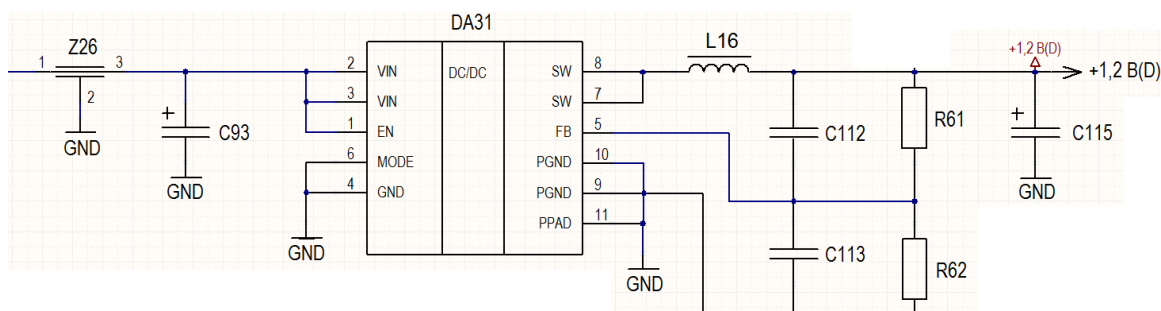 DA31
Z26
1
3
2
GND
C93
GND
DC/DC
2 VIN
3 VIN
1 EN
6 MODE
4 GND
GND
SW 8
SW 7
FB 5
PGND 10
PGND 9
PPAD 11
GND
L16
+1,2 В(D)
+1,2 В(D)
C112
R61
C115
GND
C113
R62
+
+